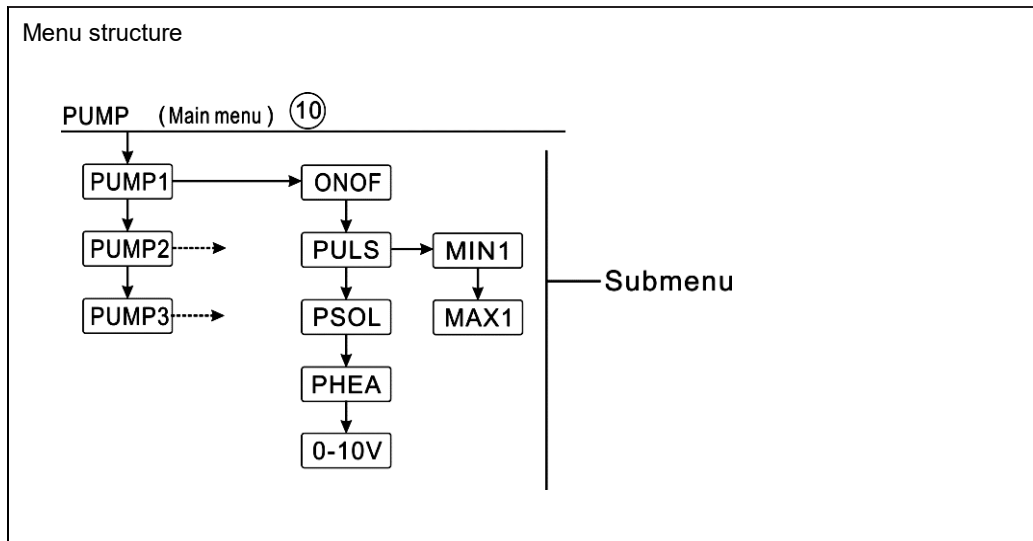 Menu structure
PUMP (Main menu) 10
PUMP1 ONOF
PUMP2 PULS MIN1
Submenu
PUMP3 PSOL MAX1
PHEA
0-10V